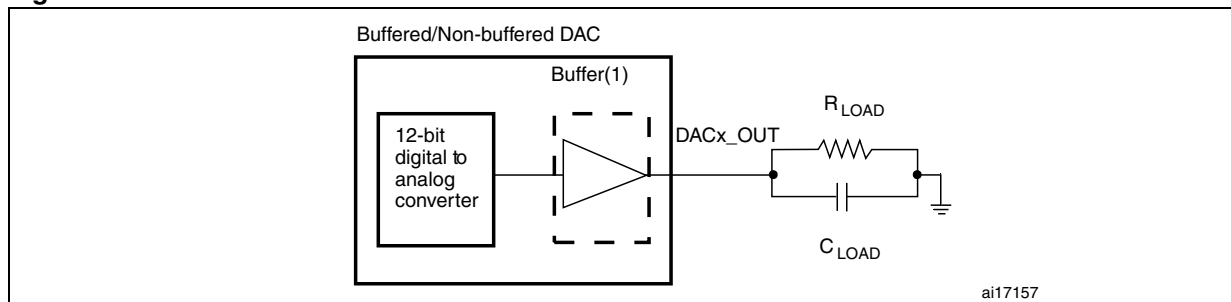 Buffered/Non-buffered DAC
Buffer(1)
12-bit
digital to
analog
converter
DACx_OUT
R LOAD
C LOAD
ai17157